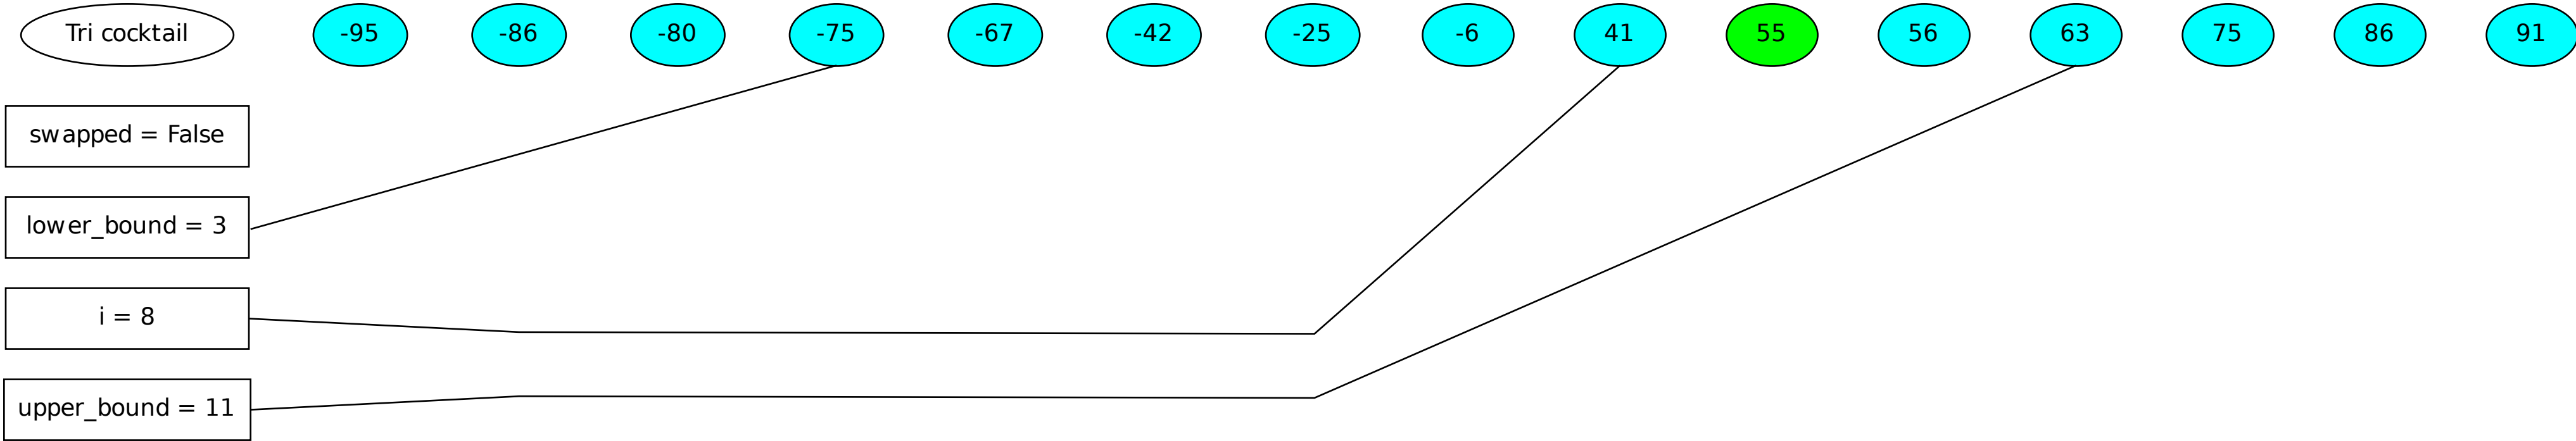 Tri cocktail -95 -86 -80 -75 -67 -42 -25 -6 41 55 56 63 75 86 91
swapped = False
lower_bound = 3
i = 8
upper_bound = 11